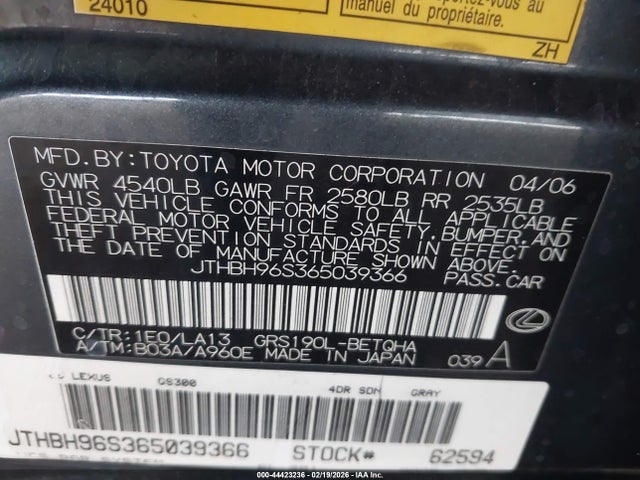 24010
au manuel
du propriétaire.
ZH
MFD. BY: TOYOTA MOTOR CORPORATION 04/06
GVWR 4540LB GAWR FR 2580LB RR 2535LB
THIS VEHICLE CONFORMS TO ALL APPLICABLE
FEDERAL MOTOR VEHICLE SAFETY, BUMPER, AND
THEFT PREVENTION STANDARDS IN EFFECT ON
THE DATE OF MANUFACTURE SHOWN ABOVE.
JTHBH96S365039366 PASS. CAR
C/TR: 1E0/LA13 GRS190L-BETQHA
A/TM: B03A/A960E MADE IN JAPAN 039 A
LEXUS GS300 4DR SDN GRAY
JTHBH96S365039366 STOCK# 62594
000-44423236 - 02/19/2026 - IAA Inc.